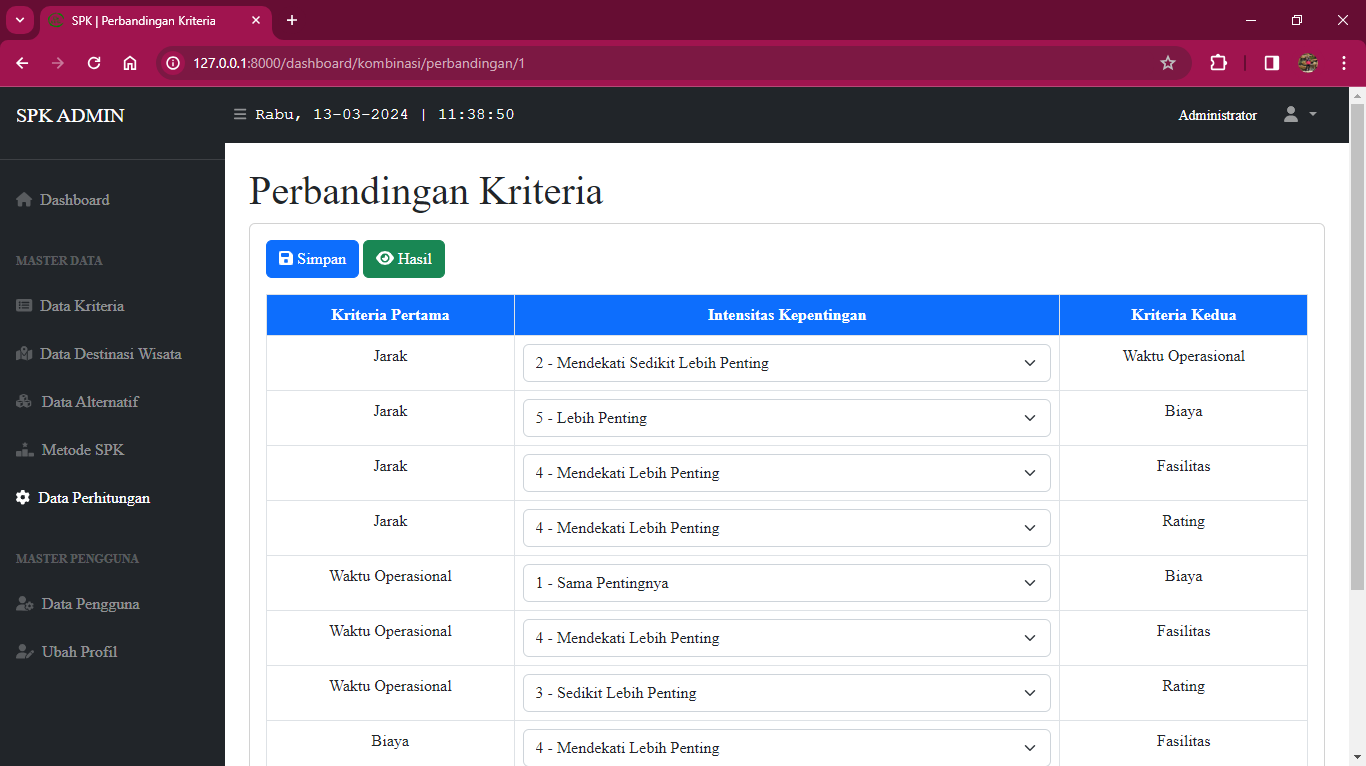 SPK | Perbandingan Kriteria
127.0.0.1:8000/dashboard/kombinasi/perbandingan/1
SPK ADMIN
Rabu, 13-03-2024 | 11:38:50
Administrator
Dashboard
MASTER DATA
Data Kriteria
Data Destinasi Wisata
Data Alternatif
Metode SPK
Data Perhitungan
MASTER PENGGUNA
Data Pengguna
Ubah Profil
Perbandingan Kriteria
Simpan Hasil
Kriteria Pertama Intensitas Kepentingan Kriteria Kedua
Jarak 2 - Mendekati Sedikit Lebih Penting Waktu Operasional
Jarak 5 - Lebih Penting Biaya
Jarak 4 - Mendekati Lebih Penting Fasilitas
Jarak 4 - Mendekati Lebih Penting Rating
Waktu Operasional 1 - Sama Pentingnya Biaya
Waktu Operasional 4 - Mendekati Lebih Penting Fasilitas
Waktu Operasional 3 - Sedikit Lebih Penting Rating
Biaya 4 - Mendekati Lebih Penting Fasilitas